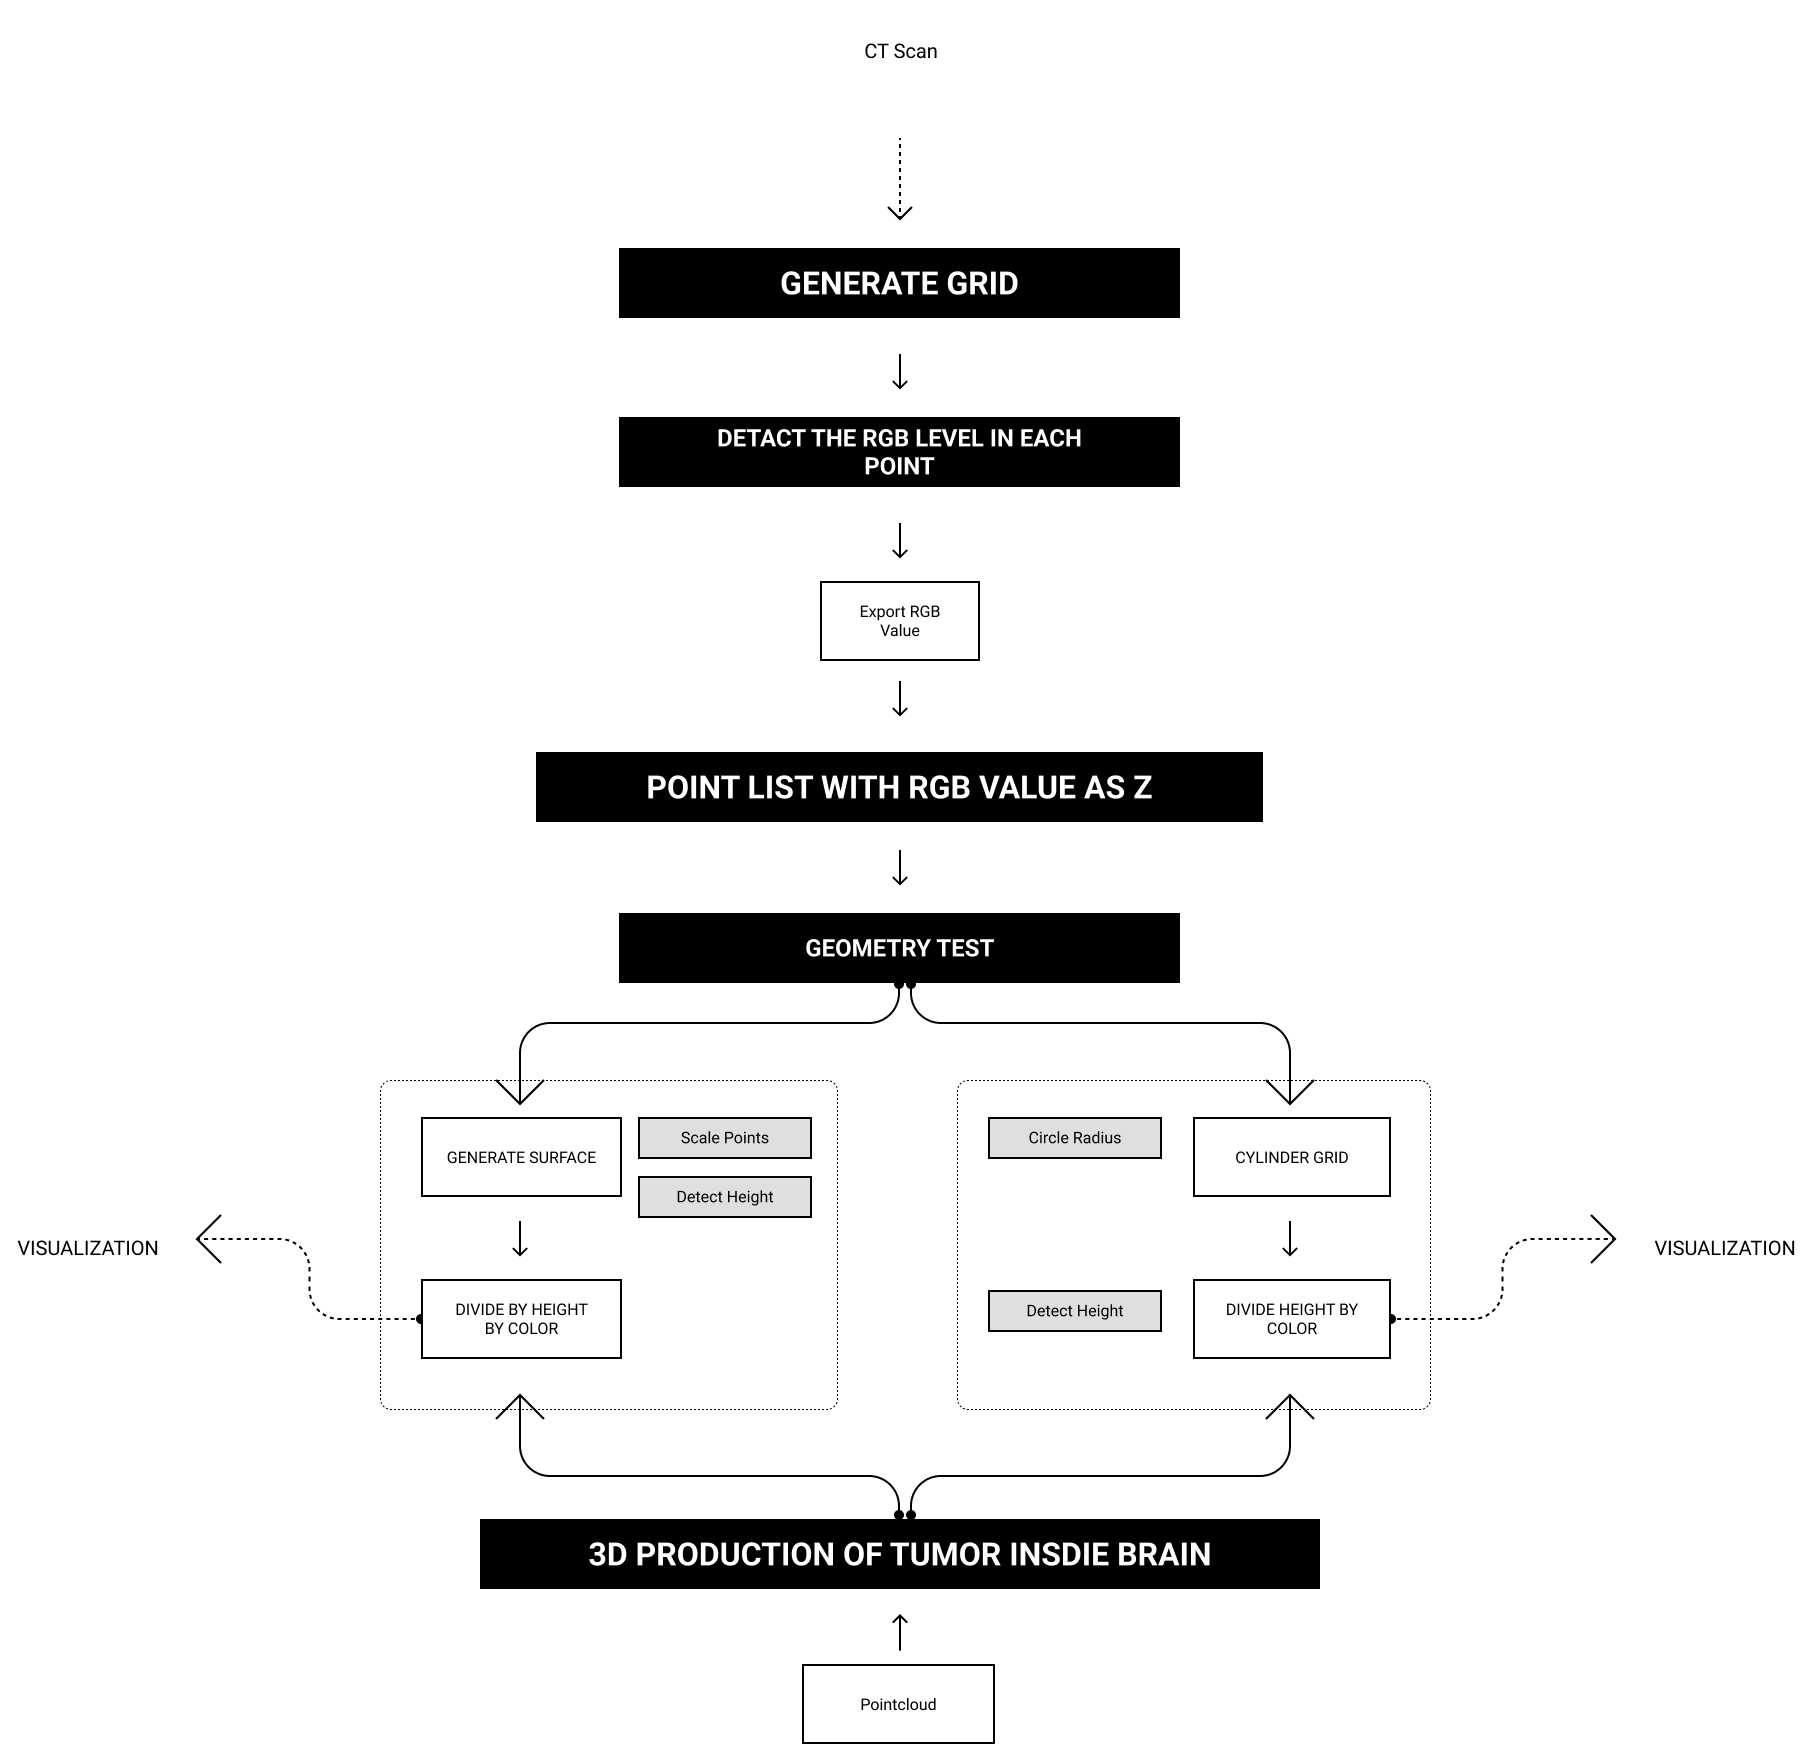 CT Scan
GENERATE GRID
DETACT THE RGB LEVEL IN EACH
POINT
Export RGB
Value
POINT LIST WITH RGB VALUE AS Z
GEOMETRY TEST
GENERATE SURFACE
Scale Points
Detect Height
Circle Radius
CYLINDER GRID
VISUALIZATION
VISUALIZATION
DIVIDE BY HEIGHT
BY COLOR
Detect Height
DIVIDE HEIGHT BY
COLOR
3D PRODUCTION OF TUMOR INSDIE BRAIN
Pointcloud